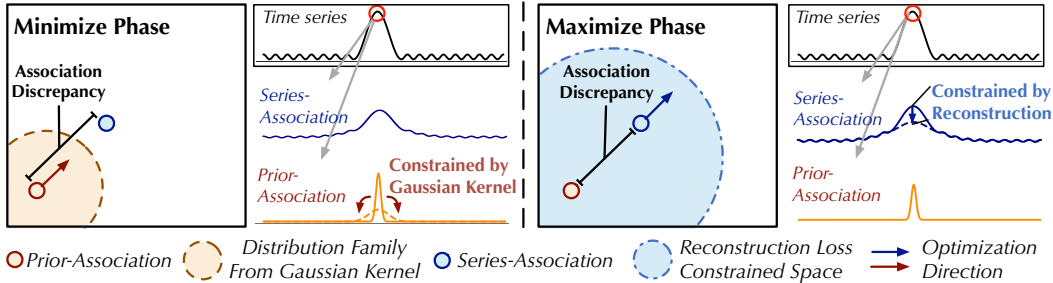 Minimize Phase
Association
Discrepancy
Time series
Series-
Association
Prior-
Association
Constrained by
Gaussian Kernel
Maximize Phase
Association
Discrepancy
Time series
Series-
Association
Constrained by
Reconstruction
Prior-
Association
Prior-Association
Distribution Family
From Gaussian Kernel
Series-Association
Reconstruction Loss
Constrained Space
Optimization
Direction